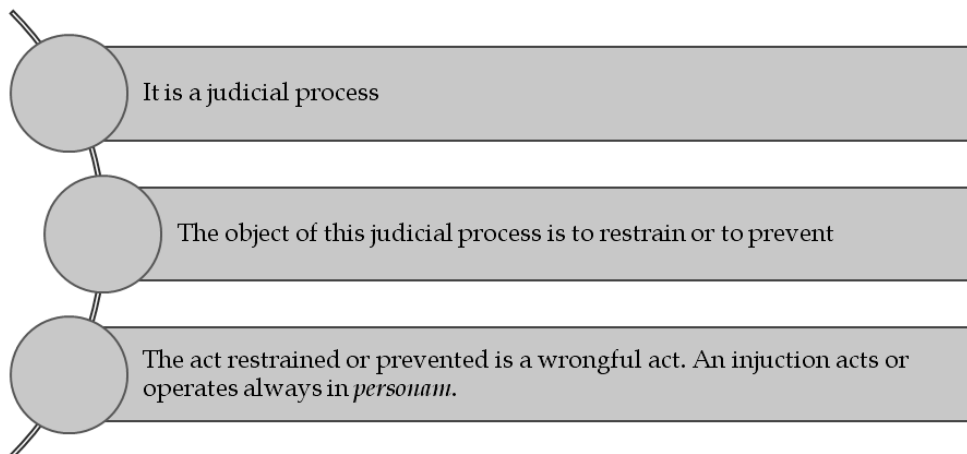 It is a judicial process
The object of this judicial process is to restrain or to prevent
The act restrained or prevented is a wrongful act. An injuction acts or
operates always in personam.